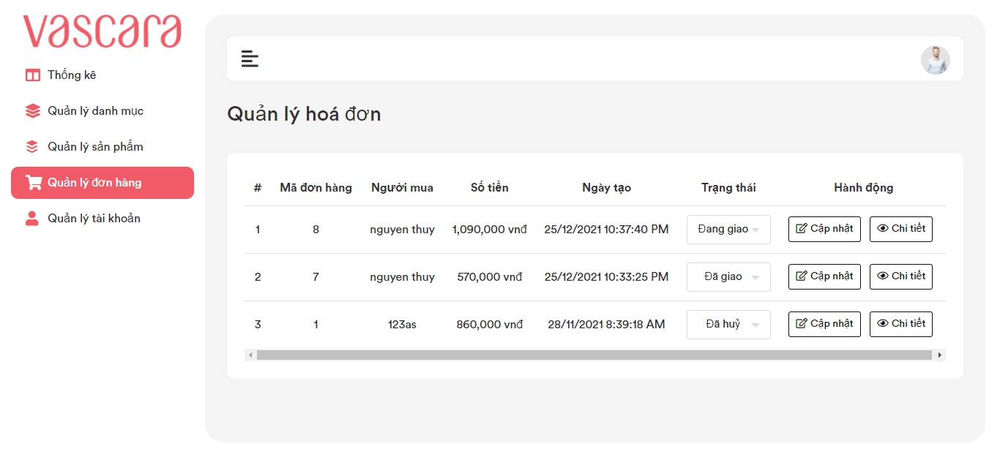 vascara
Thống kê
Quản lý danh mục
Quản lý sản phẩm
Quản lý đơn hàng
Quản lý tài khoản
Quản lý hoá đơn
# Mã đơn hàng Người mua Số tiền Ngày tạo Trạng thái Hành động
1 8 nguyen thuy 1,090,000 vnđ 25/12/2021 10:37:40 PM Đang giao Cập nhật Chi tiết
2 7 nguyen thuy 570,000 vnđ 25/12/2021 10:33:25 PM Đã giao Cập nhật Chi tiết
3 1 123as 860,000 vnđ 28/11/2021 8:39:18 AM Đã huỷ Cập nhật Chi tiết